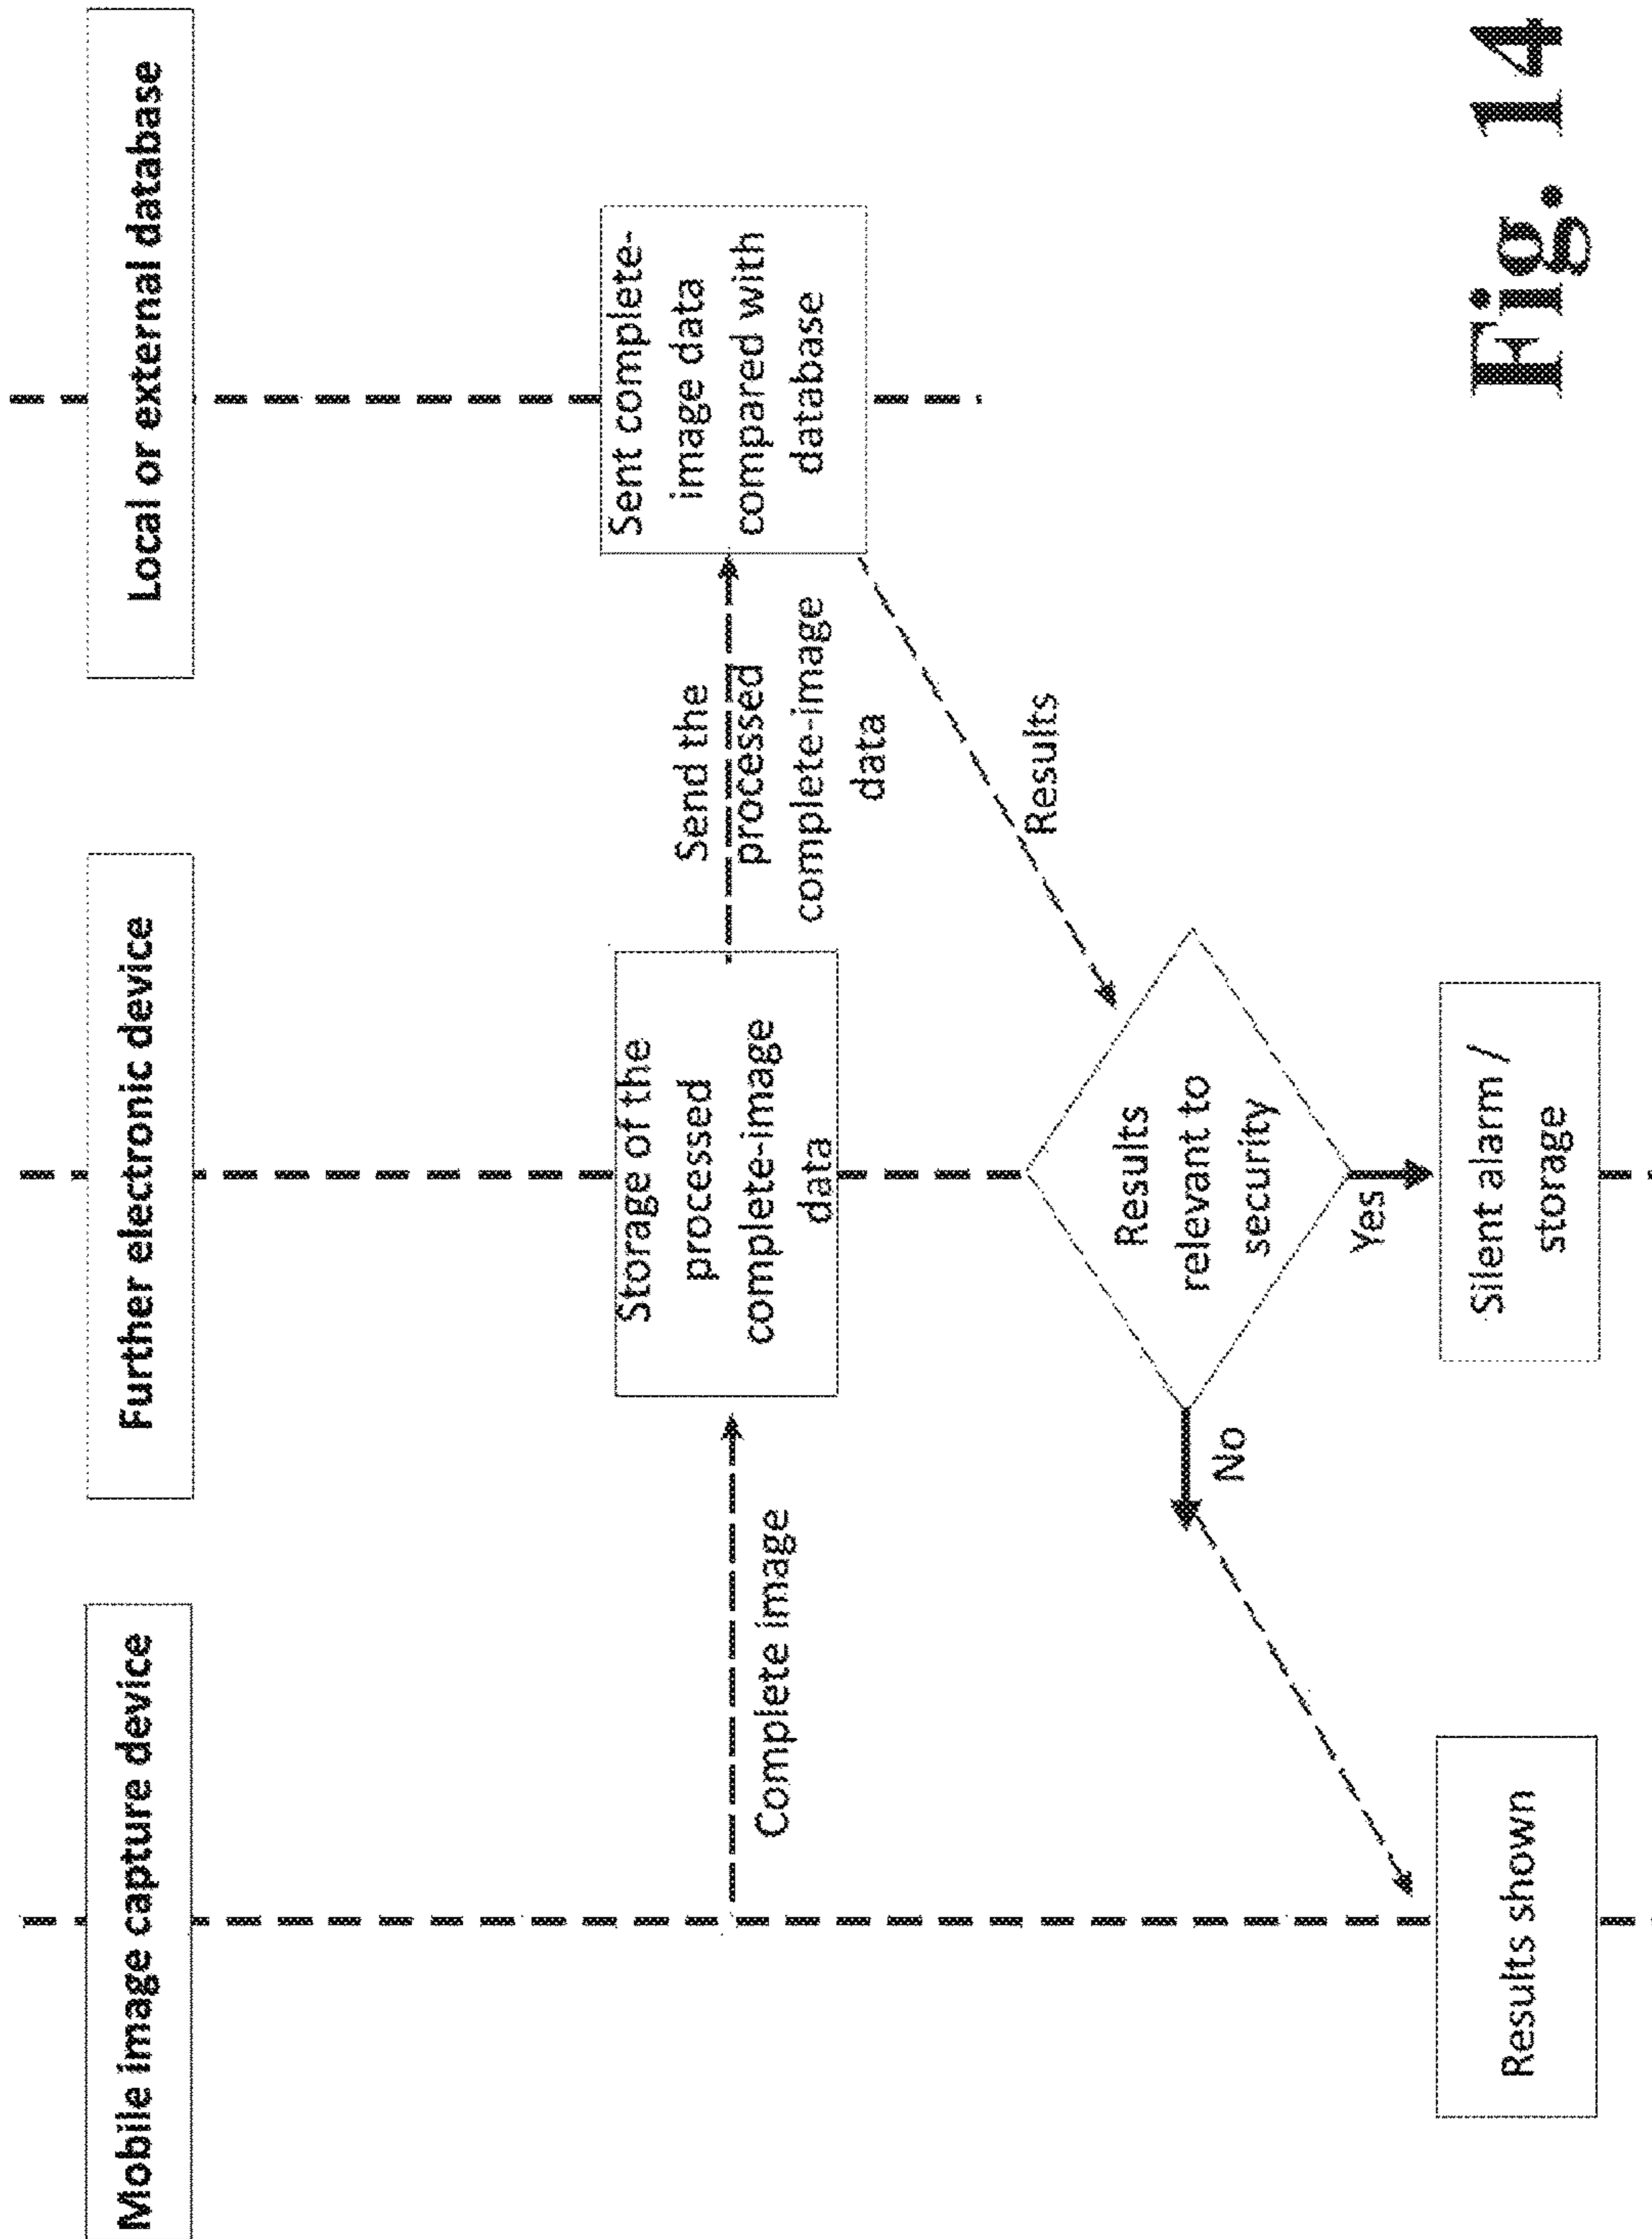 Mobile image capture device
Further electronic device
Local or external database
Complete image
Storage of the
processed
complete-image
data
Send the
processed
complete-image
data
Sent complete-
image data
compared with
database
Results
Results
relevant to
security
No
Yes
Results shown
Silent alarm /
storage
Fig. 14